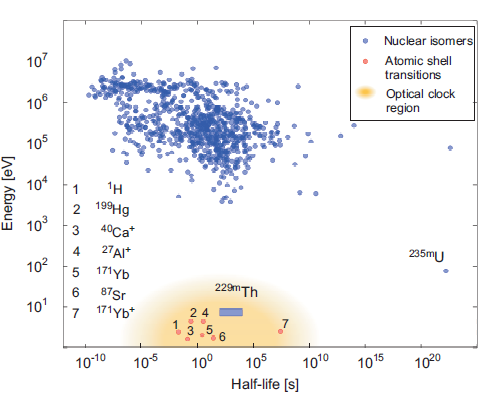 Nuclear isomers
Atomic shell
transitions
Optical clock
region
Energy [eV]
10⁷
10⁶
10⁵
10⁴
10³
10²
10¹
1 ¹H
2 ¹⁹⁹Hg
3 ⁴⁰Ca⁺
4 ²⁷Al⁺
5 ¹⁷¹Yb
6 ⁸⁷Sr
7 ¹⁷¹Yb⁺
²³⁵ᵐU
²²⁹ᵐTh
1
2
3
4
5
6
7
10⁻¹⁰ 10⁻⁵ 10⁰ 10⁵ 10¹⁰ 10¹⁵ 10²⁰
Half-life [s]